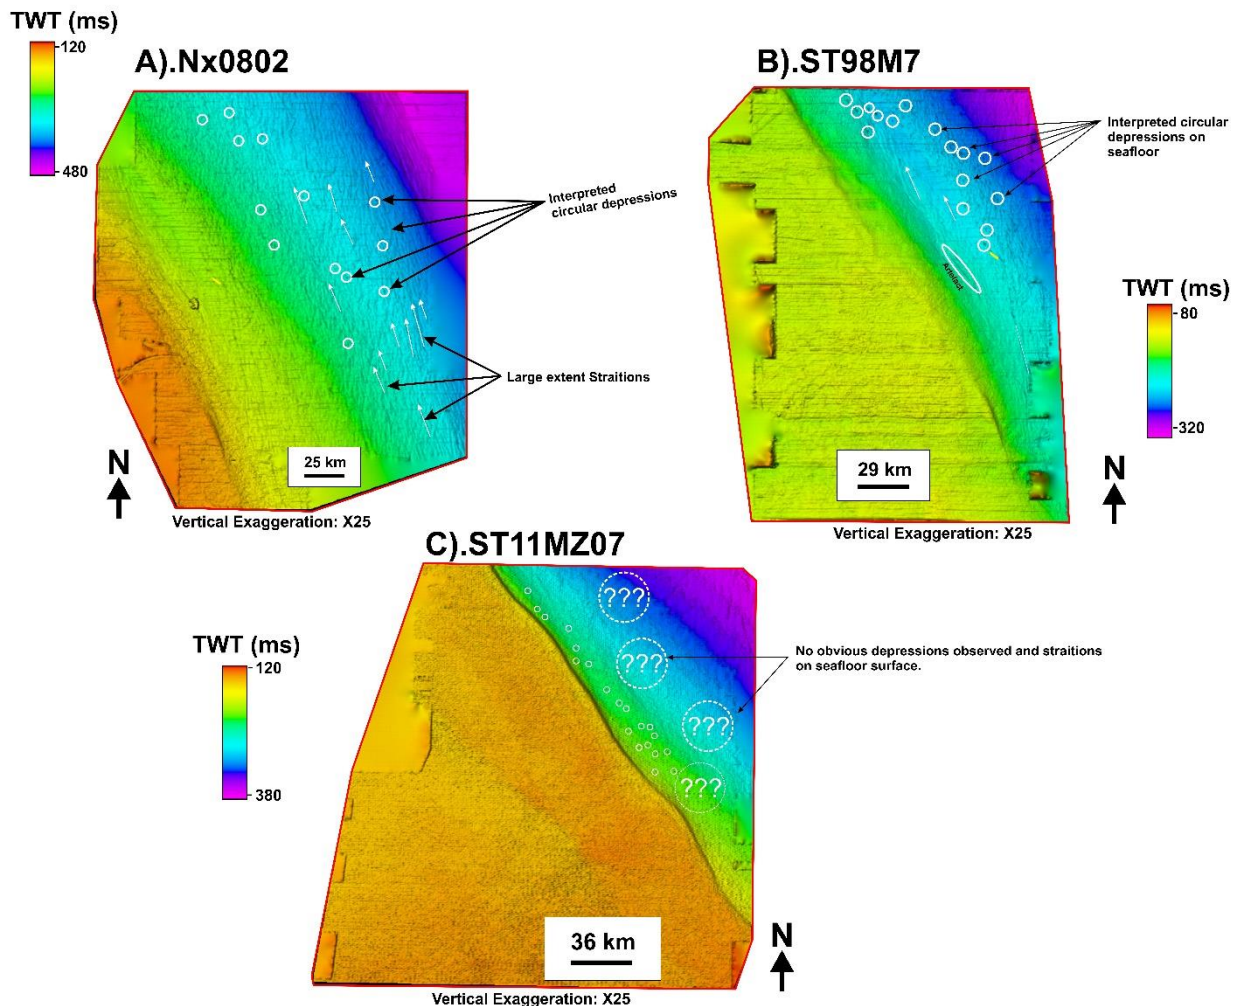 TWT (ms)
-120
-480
A).Nx0802
Interpreted
circular depressions
Large extent Straitions
25 km
N
Vertical Exaggeration: X25
B).ST98M7
Interpreted circular
depressions on
seafloor
Artefact
TWT (ms)
-80
-320
29 km
N
Vertical Exaggeration: X25
C).ST11MZ07
TWT (ms)
-120
-380
???
???
???
???
No obvious depressions observed and straitions
on seafloor surface.
36 km
N
Vertical Exaggeration: X25